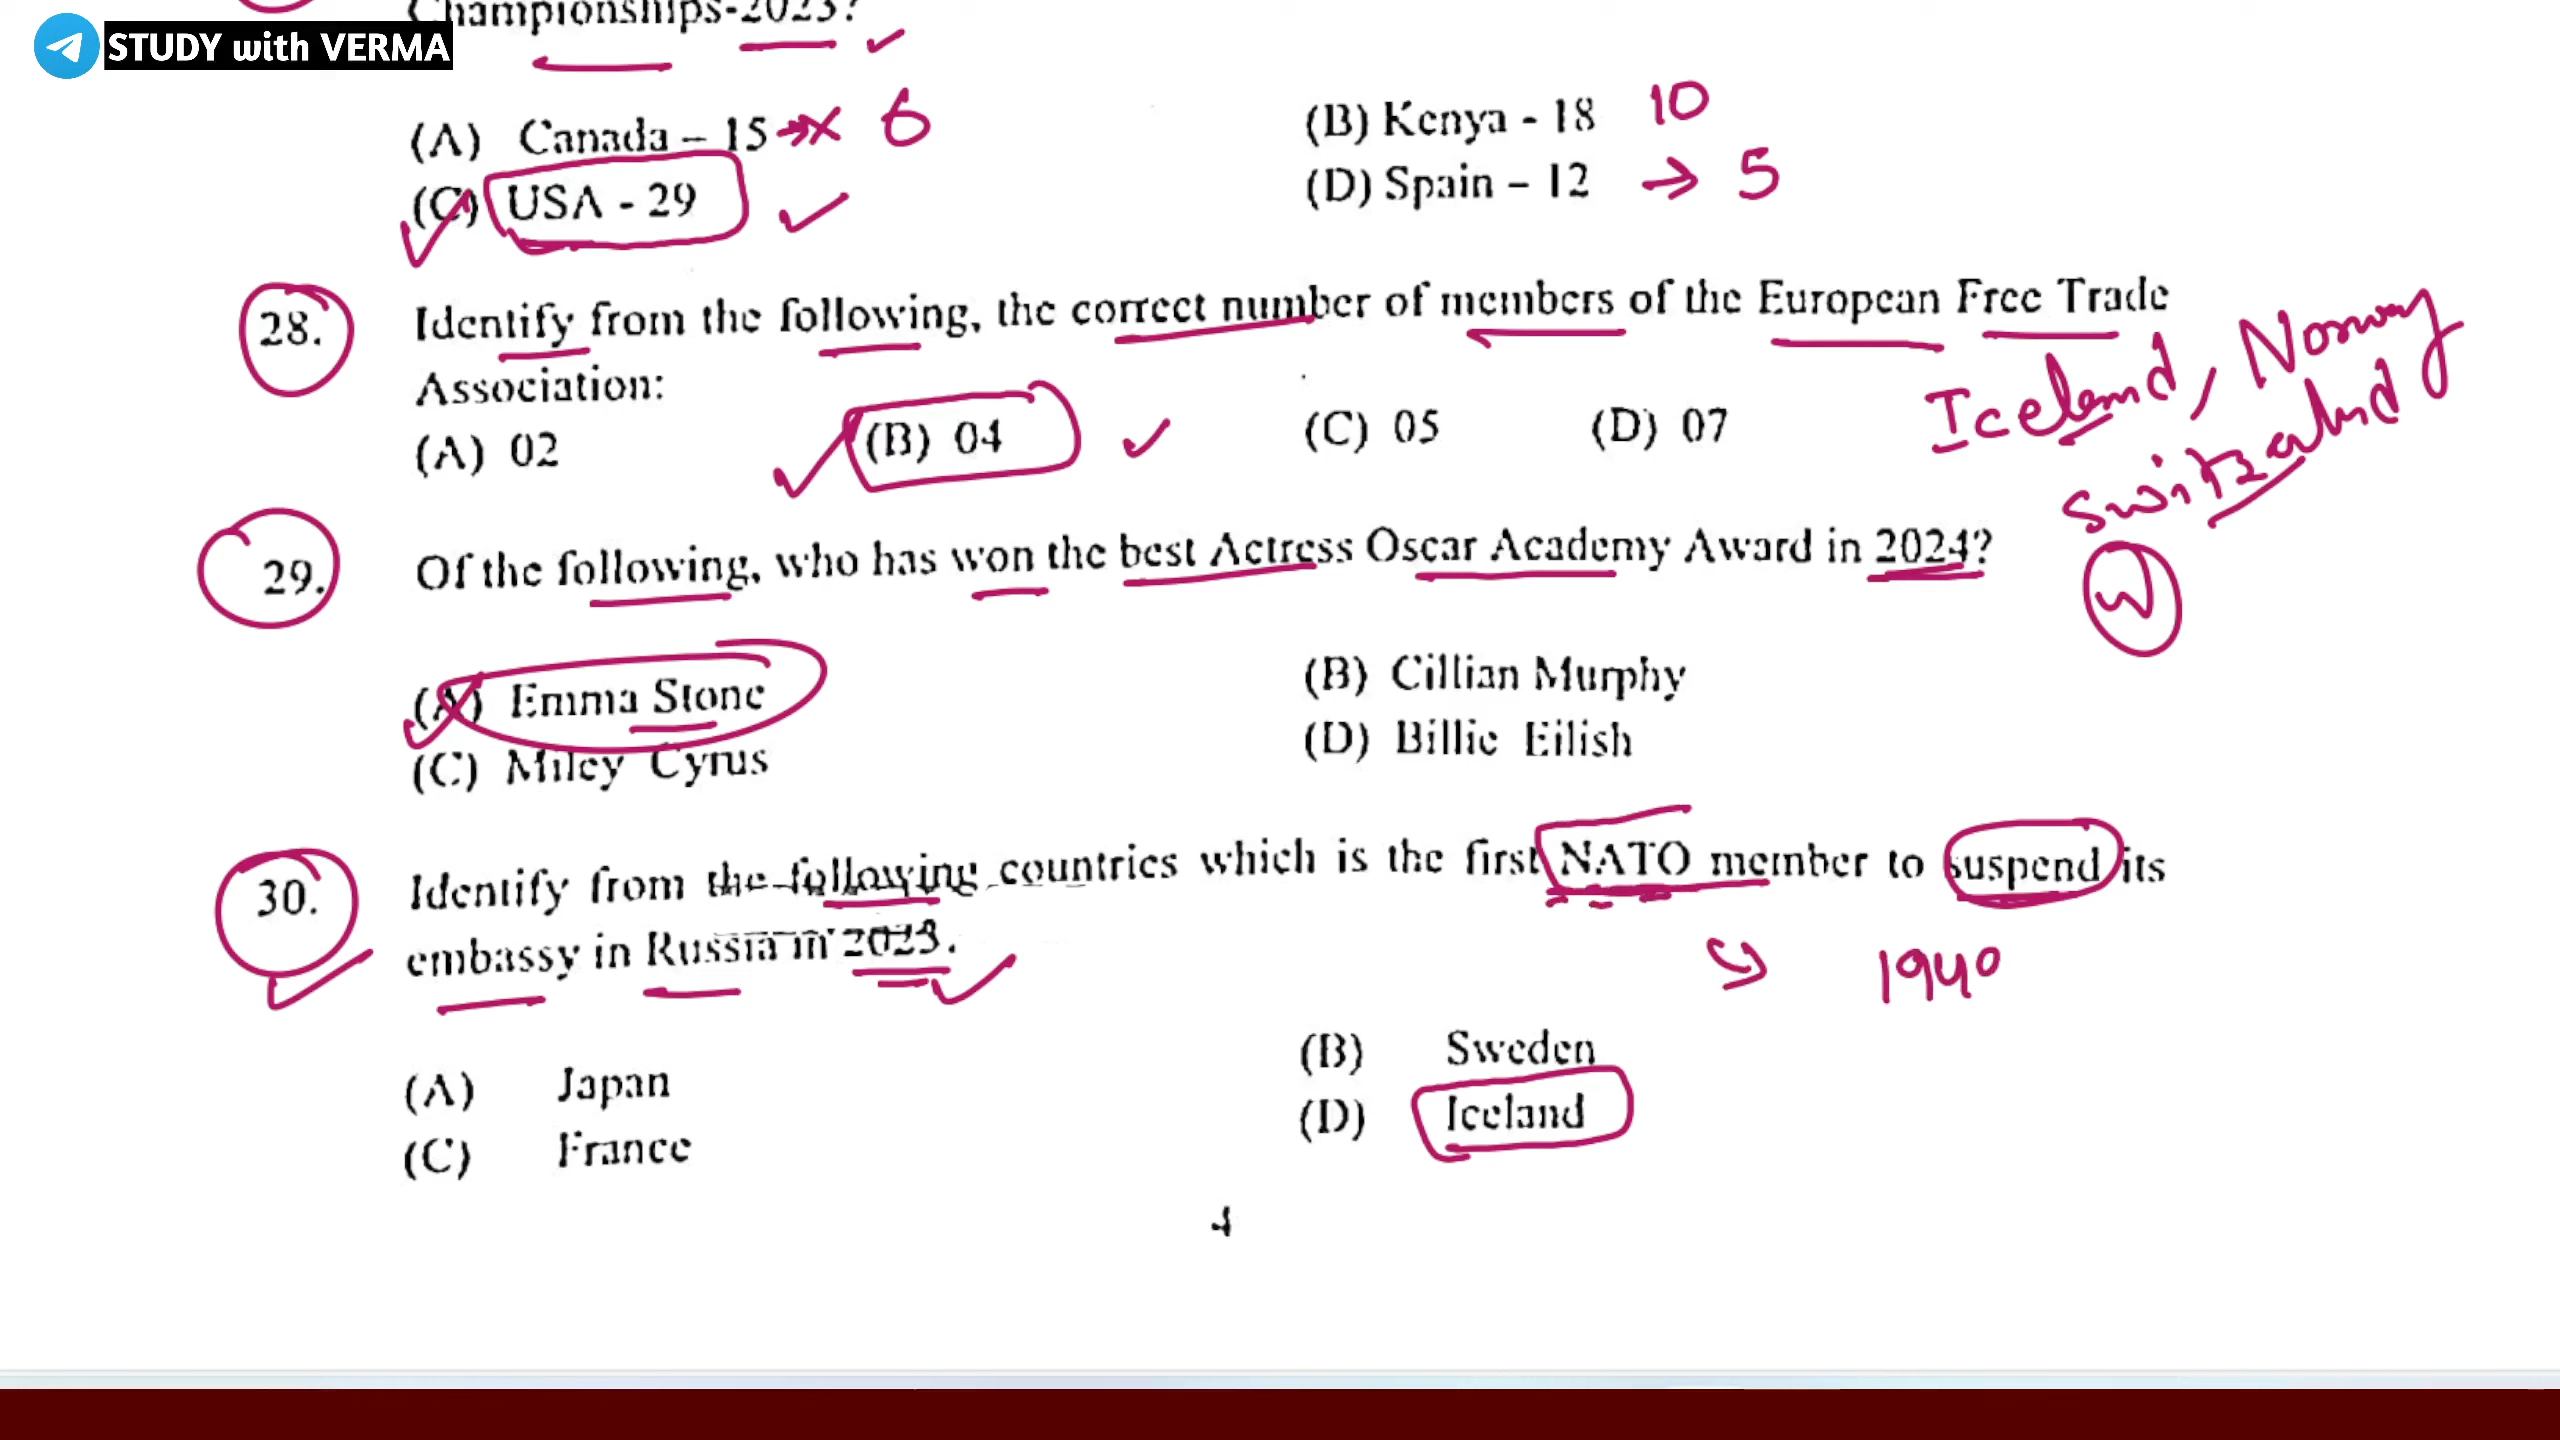 Championships-2023?
STUDY with VERMA
(A) Canada – 15 x 6
(B) Kenya - 18 10
(C) USA - 29
(D) Spain – 12 → 5
28. Identify from the following, the correct number of members of the European Free Trade
Association:
Iceland, Norway
(A) 02 (B) 04 (C) 05 (D) 07
Switzerland
29. Of the following, who has won the best Actress Oscar Academy Award in 2024?
(A) Emma Stone
(B) Cillian Murphy
(C) Miley Cyrus
(D) Billie Eilish
30. Identify from the following countries which is the first NATO member to suspend its
embassy in Russia in 2023.
1940
(A) Japan
(B) Sweden
(C) France
(D) Iceland
4